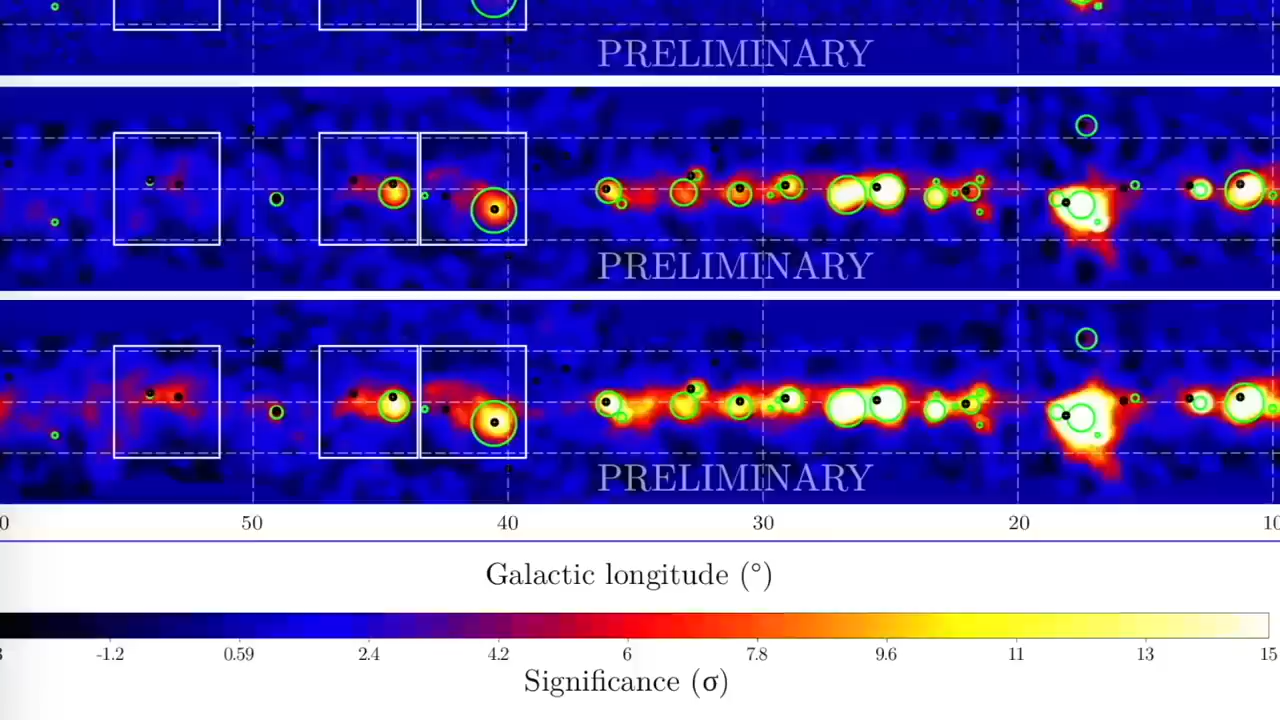 PRELIMINARY
PRELIMINARY
PRELIMINARY
0 50 40 30 20 10
Galactic longitude (°)
3 -1.2 0.59 2.4 4.2 6 7.8 9.6 11 13 15
Significance (σ)